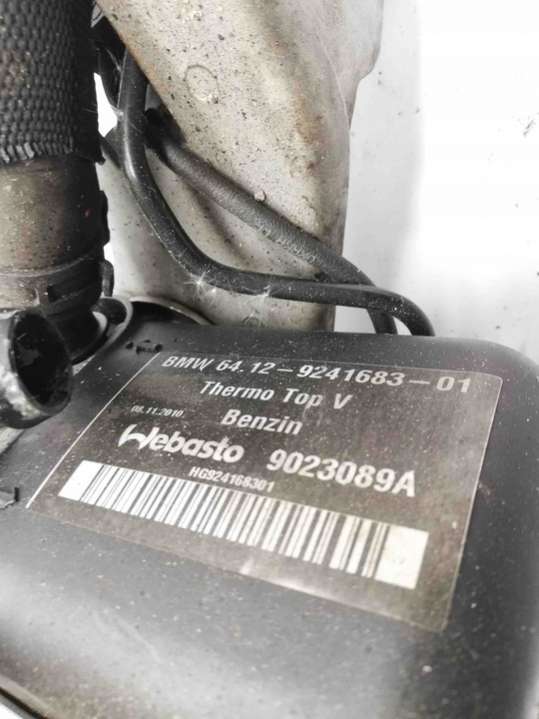 BMW 64.12-9241683-01
Thermo Top V
08.11.2010 Benzin
Webasto 9023089A
HG924168301